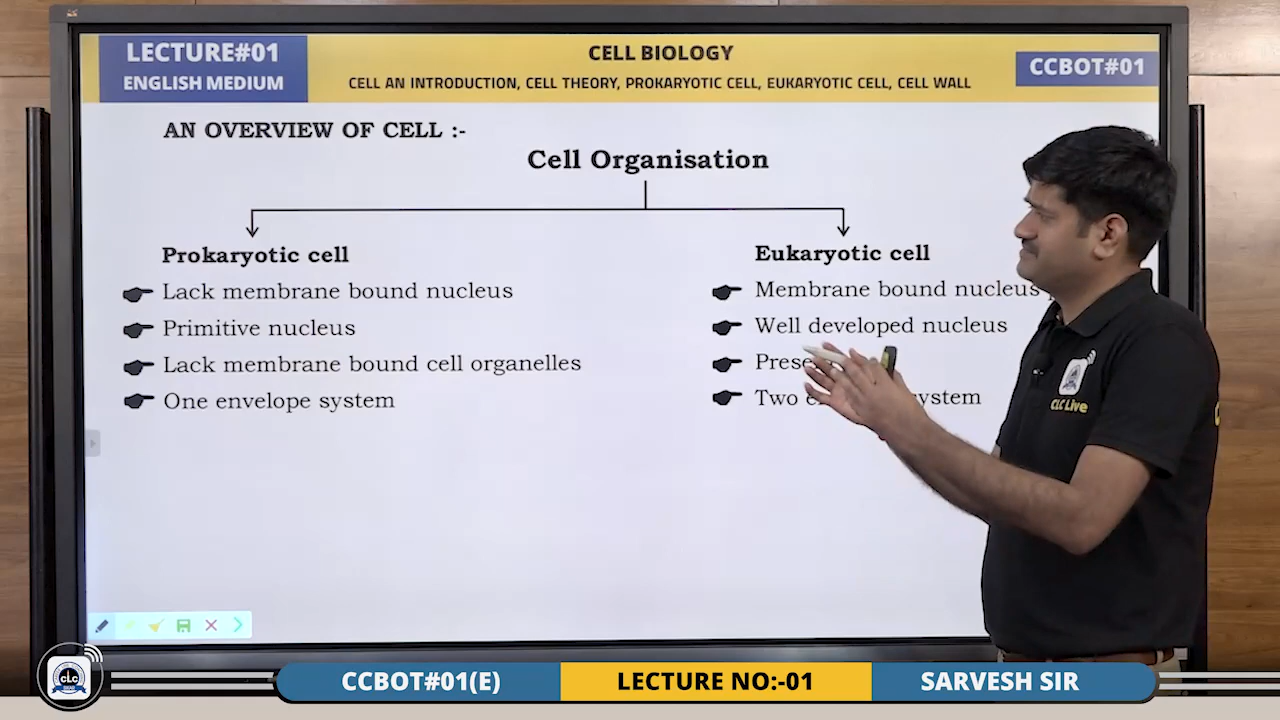 LECTURE#01
ENGLISH MEDIUM
CELL BIOLOGY
CELL AN INTRODUCTION, CELL THEORY, PROKARYOTIC CELL, EUKARYOTIC CELL, CELL WALL
CCBOT#01
AN OVERVIEW OF CELL :-
Cell Organisation
Prokaryotic cell
Lack membrane bound nucleus
Primitive nucleus
Lack membrane bound cell organelles
One envelope system
Eukaryotic cell
Membrane bound nucleus
Well developed nucleus
Two system
CLC Live
CLC
CCBOT#01(E)
LECTURE NO:-01
SARVESH SIR